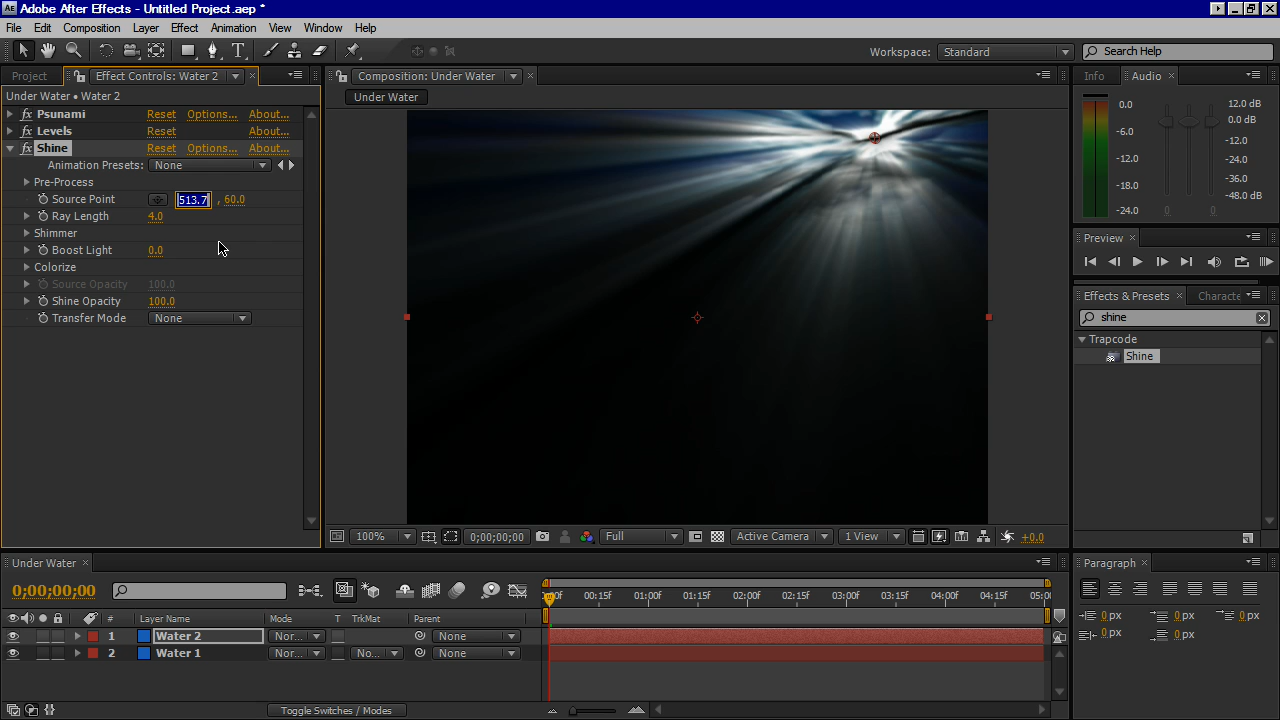 Adobe After Effects - Untitled Project.aep *
File Edit Composition Layer Effect Animation View Window Help
Workspace: Standard Search Help
Project Effect Controls: Water 2
Composition: Under Water
Info Audio
Under Water • Water 2
Under Water
fx Psunami Reset Options... About...
fx Levels Reset About...
fx Shine Reset Options... About...
Animation Presets: None
Pre-Process
Source Point 513.7 , 60.0
Ray Length 4.0
Shimmer
Boost Light 0.0
Colorize
Source Opacity 100.0
Shine Opacity 100.0
Transfer Mode None
0.0
-6.0
-12.0
-18.0
-24.0
12.0 dB
0.0 dB
-12.0
-24.0
-36.0
-48.0 dB
0 0
Preview
Effects & Presets Characte
shine
Trapcode
Shine
100% 0;00;00;00 Full Active Camera 1 View +0.0
Under Water
0;00;00;00
00f 00:15f 01:00f 01:15f 02:00f 02:15f 03:00f 03:15f 04:00f 04:15f 05:00
# Layer Name Mode T TrkMat Parent
1 Water 2 Nor... None
2 Water 1 Nor... No... None
Toggle Switches / Modes
Paragraph
0 px 0 px 0 px
0 px 0 px